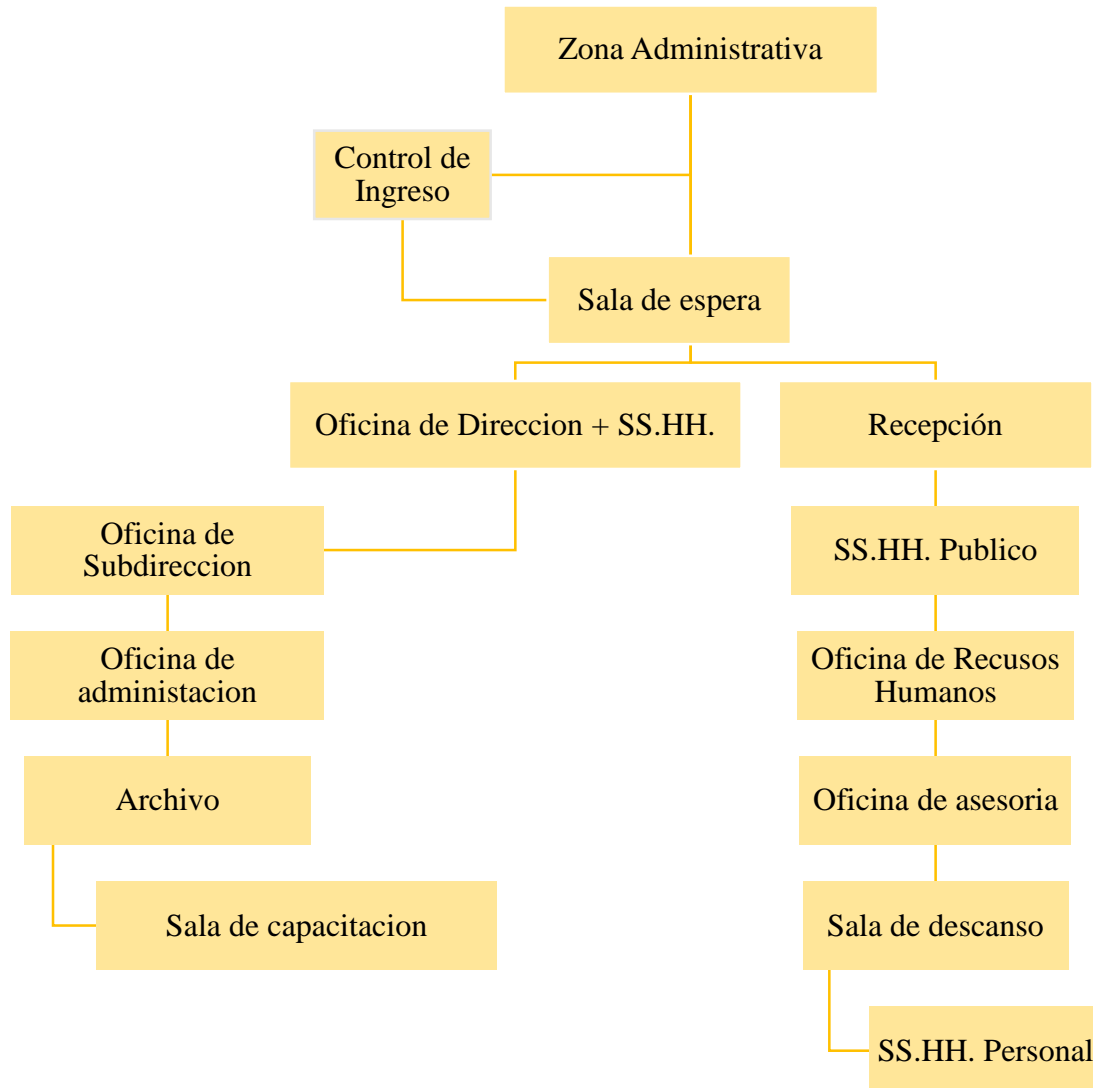 Zona Administrativa
Control de
Ingreso
Sala de espera
Oficina de Direccion + SS.HH.
Recepción
Oficina de
Subdireccion
SS.HH. Publico
Oficina de
administacion
Oficina de Recusos
Humanos
Archivo
Oficina de asesoria
Sala de capacitacion
Sala de descanso
SS.HH. Personal